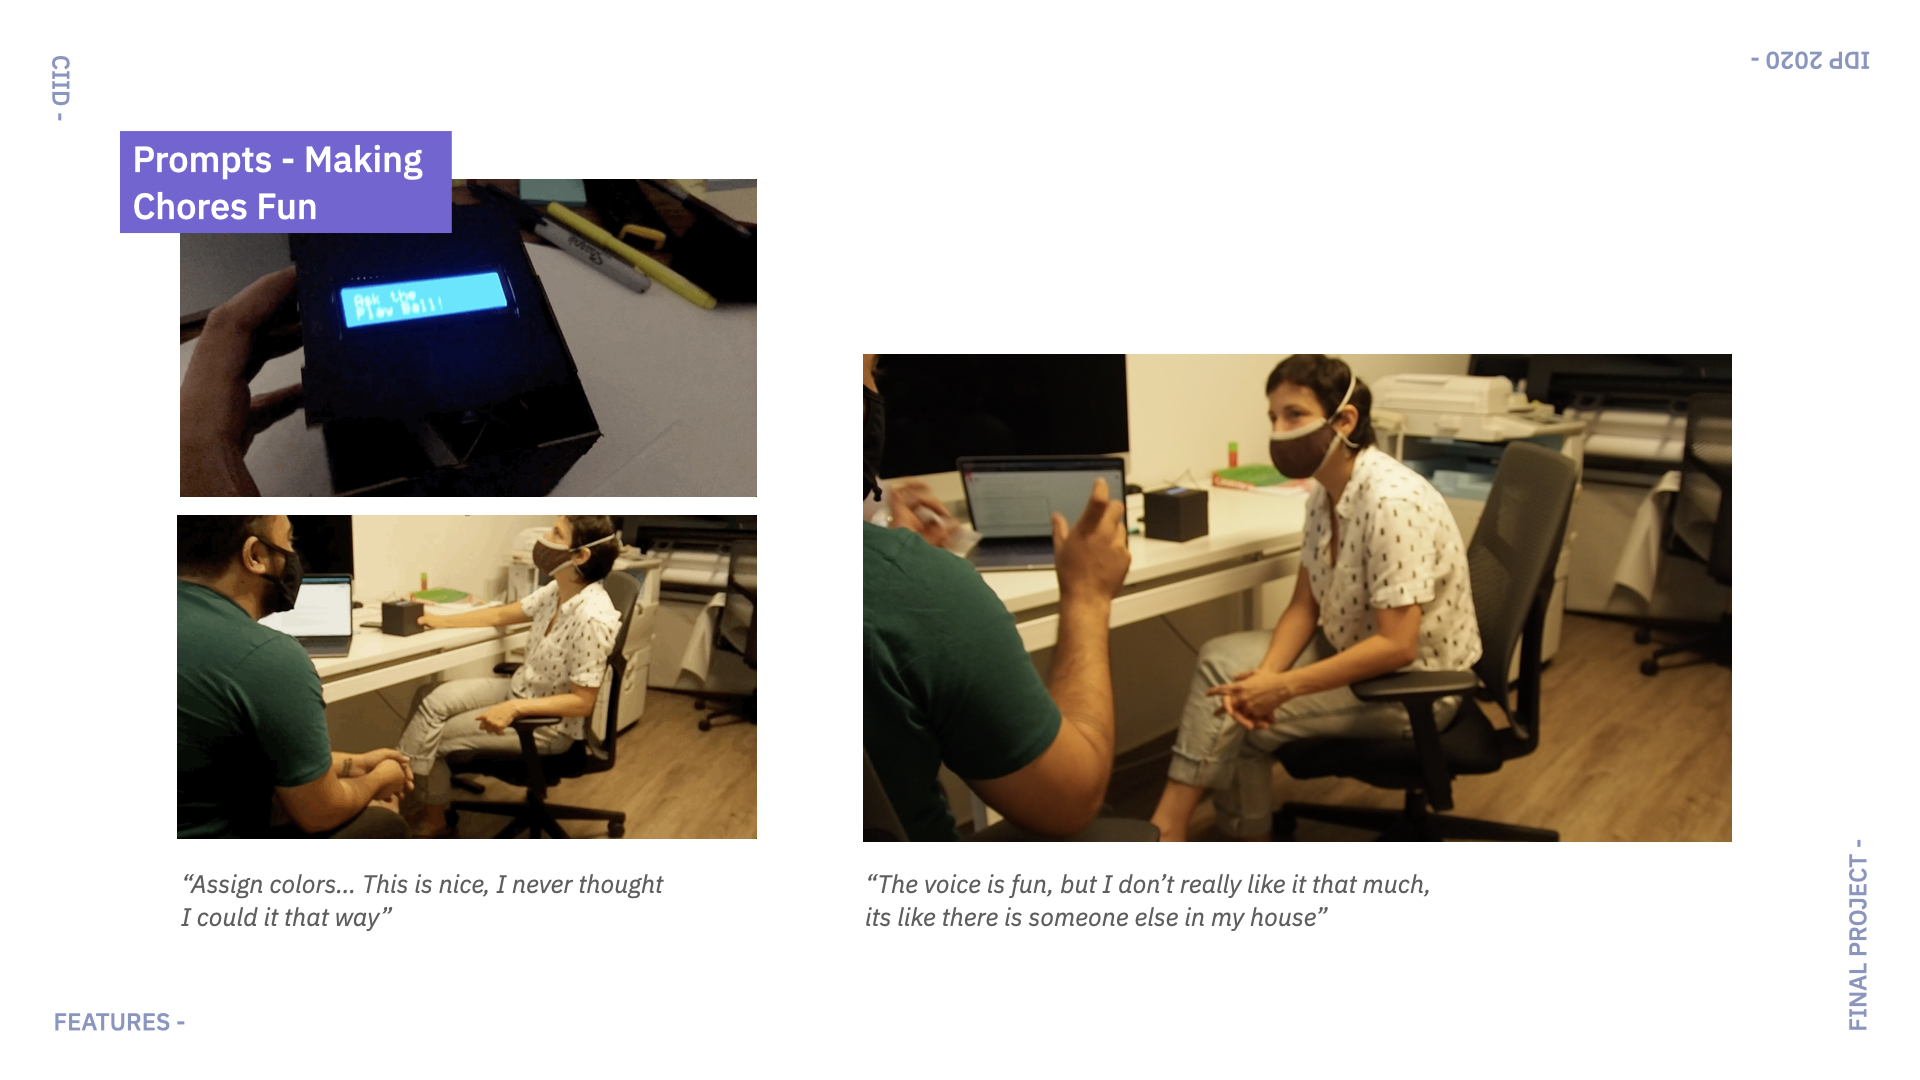 CIID -
IDP 2020 -
Prompts - Making
Chores Fun
Ask the
Play Ball!
“Assign colors... This is nice, I never thought
I could it that way”
“The voice is fun, but I don’t really like it that much,
its like there is someone else in my house”
FEATURES -
FINAL PROJECT -